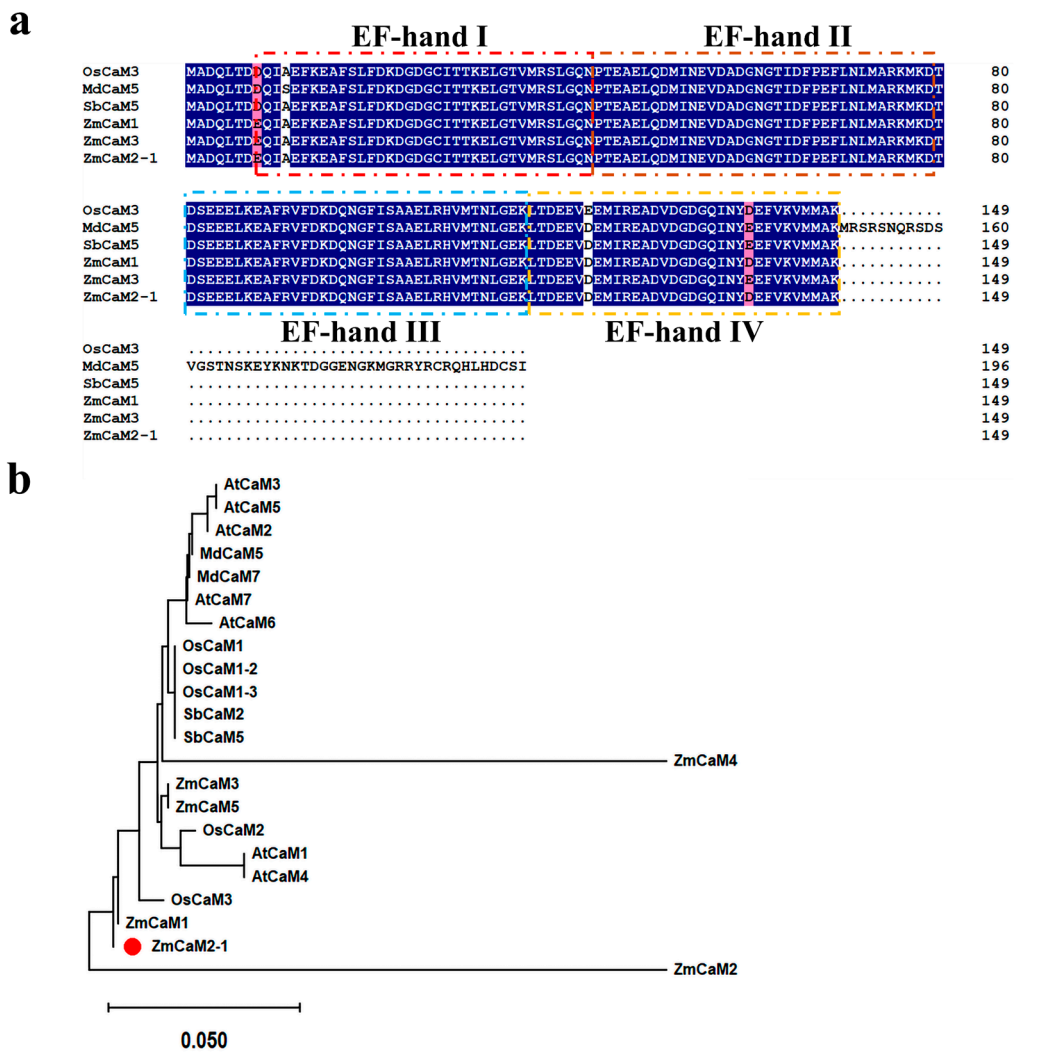 a
EF-hand I EF-hand II
OsCaM3 MADQLTDDQIAEFKEAFSLFDKDGDGCITTKELGTVMRSLGQNPTEAELQDMINEVDADGNGTIDFPEFLNLMARKMKDT 80
MdCaM5 MADQLTDDQISEFKEAFSLFDKDGDGCITTKELGTVMRSLGQNPTEAELQDMINEVDADGNGTIDFPEFLNLMARKMKDT 80
SbCaM5 MADQLTDDQIAEFKEAFSLFDKDGDGCITTKELGTVMRSLGQNPTEAELQDMINEVDADGNGTIDFPEFLNLMARKMKDT 80
ZmCaM1 MADQLTDEQIAEFKEAFSLFDKDGDGCITTKELGTVMRSLGQNPTEAELQDMINEVDADGNGTIDFPEFLNLMARKMKDT 80
ZmCaM3 MADQLTDEQIAEFKEAFSLFDKDGDGCITTKELGTVMRSLGQNPTEAELQDMINEVDADGNGTIDFPEFLNLMARKMKDT 80
ZmCaM2-1 MADQLTDEQIAEFKEAFSLFDKDGDGCITTKELGTVMRSLGQNPTEAELQDMINEVDADGNGTIDFPEFLNLMARKMKDT 80
OsCaM3 DSEEELKEAFRVFDKDQNGFISAAELRHVMTNLGEKLTDEEVEEMIREADVDGDGQINYDEFVKVMMAK........... 149
MdCaM5 DSEEELKEAFRVFDKDQNGFISAAELRHVMTNLGEKLTDEEVDEMIREADVDGDGQINYEEFVKVMMAKMRSRSNQRSDS 160
SbCaM5 DSEEELKEAFRVFDKDQNGFISAAELRHVMTNLGEKLTDEEVDEMIREADVDGDGQINYEEFVKVMMAK........... 149
ZmCaM1 DSEEELKEAFRVFDKDQNGFISAAELRHVMTNLGEKLTDEEVDEMIREADVDGDGQINYDEFVKVMMAK........... 149
ZmCaM3 DSEEELKEAFRVFDKDQNGFISAAELRHVMTNLGEKLTDEEVDEMIREADVDGDGQINYEEFVKVMMAK........... 149
ZmCaM2-1 DSEEELKEAFRVFDKDQNGFISAAELRHVMTNLGEKLTDEEVDEMIREADVDGDGQINYDEFVKVMMAK........... 149
EF-hand III EF-hand IV
OsCaM3 .................................... 149
MdCaM5 VGSTNSKEYKNKTDGGENGKMGRRYRCRQHLHDCSI 196
SbCaM5 .................................... 149
ZmCaM1 .................................... 149
ZmCaM3 .................................... 149
ZmCaM2-1 .................................... 149
b
AtCaM3
AtCaM5
AtCaM2
MdCaM5
MdCaM7
AtCaM7
AtCaM6
OsCaM1
OsCaM1-2
OsCaM1-3
SbCaM2
SbCaM5
ZmCaM4
ZmCaM3
ZmCaM5
OsCaM2
AtCaM1
AtCaM4
OsCaM3
ZmCaM1
ZmCaM2-1
ZmCaM2
0.050